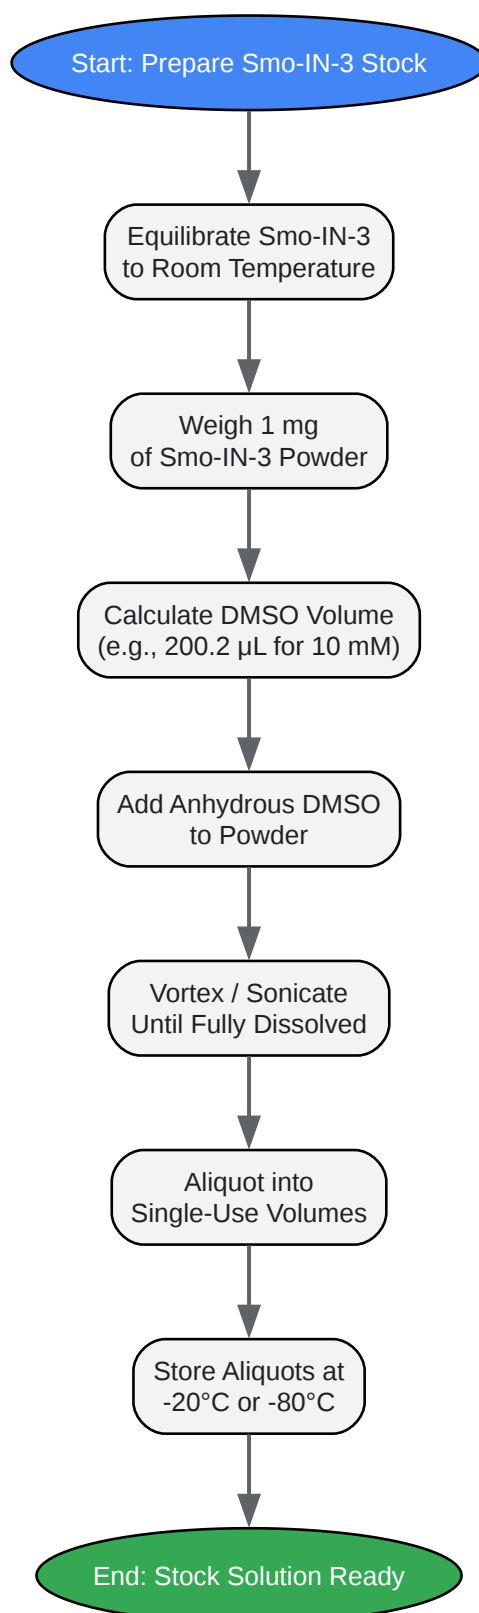 Start: Prepare Smo-IN-3 Stock
Equilibrate Smo-IN-3
to Room Temperature
Weigh 1 mg
of Smo-IN-3 Powder
Calculate DMSO Volume
(e.g., 200.2 µL for 10 mM)
Add Anhydrous DMSO
to Powder
Vortex / Sonicate
Until Fully Dissolved
Aliquot into
Single-Use Volumes
Store Aliquots at
-20°C or -80°C
End: Stock Solution Ready